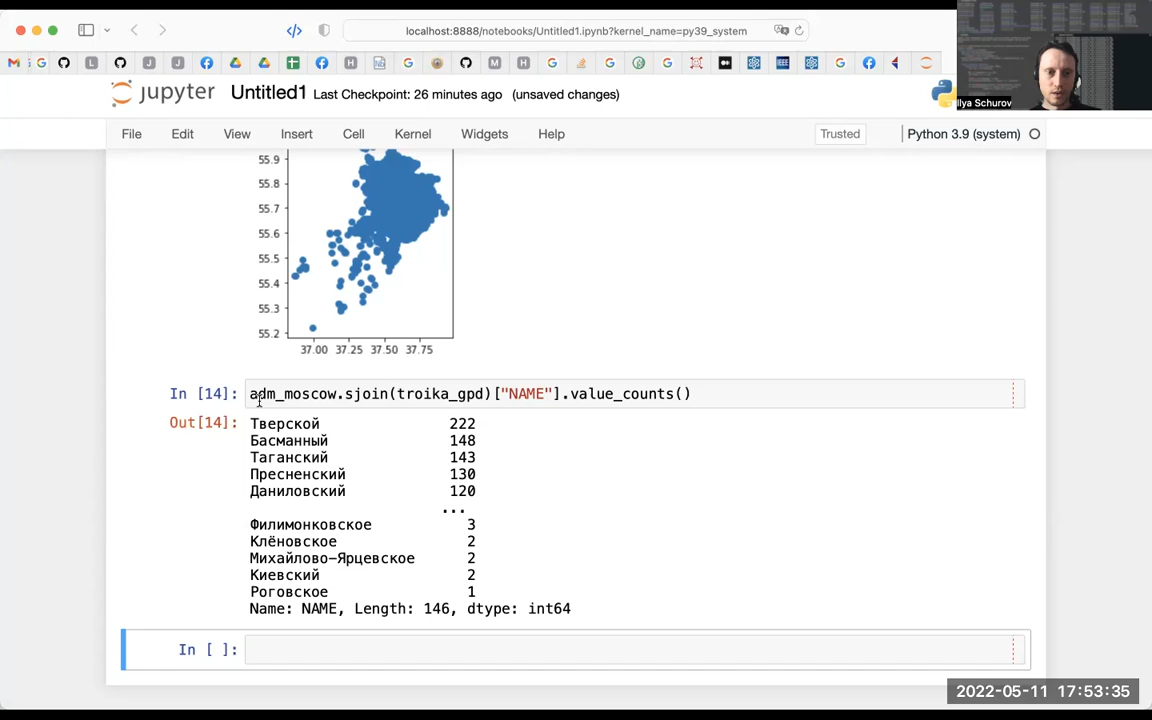 localhost:8888/notebooks/Untitled1.ipynb?kernel_name=py39_system
Ilya Schurov
jupyter Untitled1 Last Checkpoint: 26 minutes ago (unsaved changes)
File Edit View Insert Cell Kernel Widgets Help Trusted Python 3.9 (system)
55.9
55.8
55.7
55.6
55.5
55.4
55.3
55.2
37.00 37.25 37.50 37.75
In [14]: adm_moscow.sjoin(troika_gpd)["NAME"].value_counts()
Out[14]: Тверской 222
Басманный 148
Таганский 143
Пресненский 130
Даниловский 120
...
Филимонковское 3
Клёновское 2
Михайлово-Ярцевское 2
Киевский 2
Роговское 1
Name: NAME, Length: 146, dtype: int64
In [ ]:
2022-05-11 17:53:35